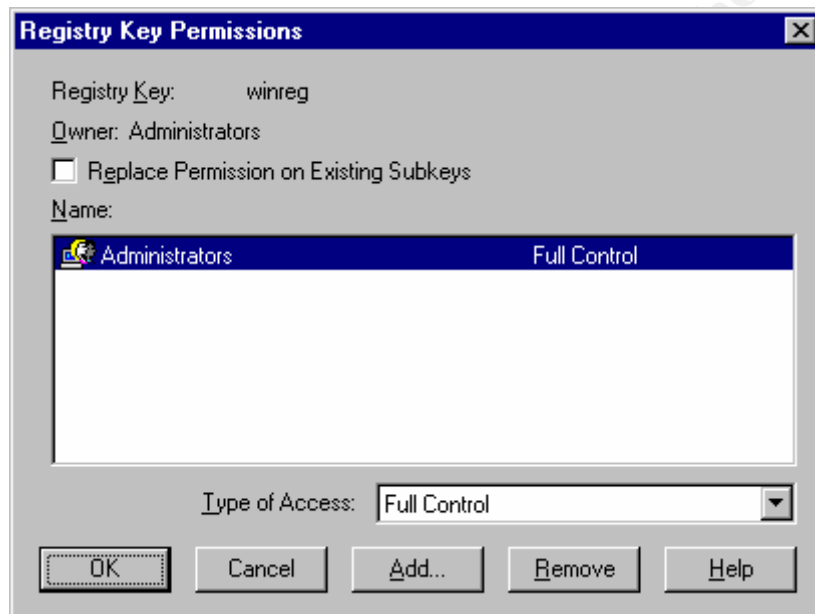 Registry Key Permissions
Registry Key: winreg
Owner: Administrators
Replace Permission on Existing Subkeys
Name:
Administrators Full Control
Type of Access: Full Control
OK Cancel Add... Remove Help